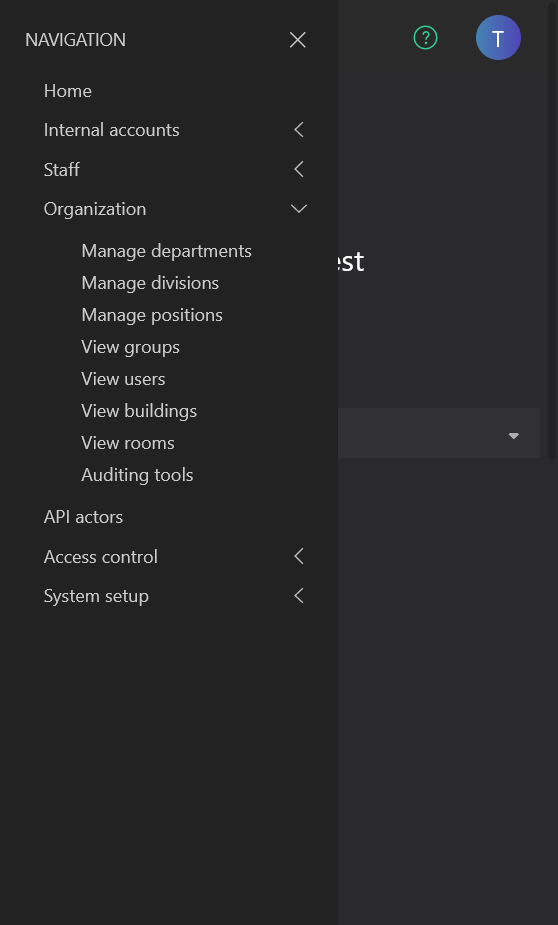 NAVIGATION
?
T
Home
Internal accounts
Staff
Organization
Manage departments
est
Manage divisions
Manage positions
View groups
View users
View buildings
View rooms
Auditing tools
API actors
Access control
System setup